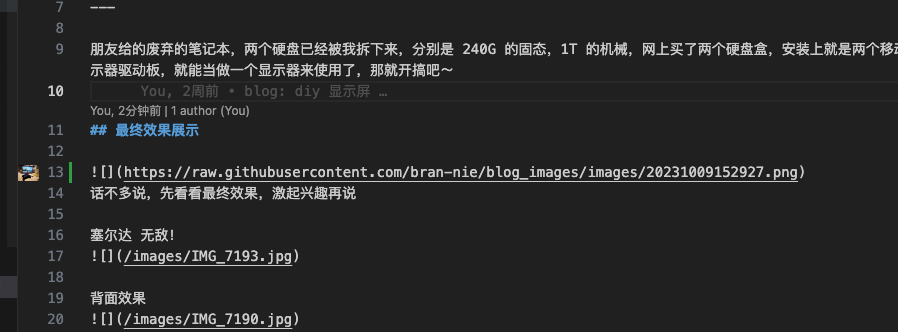 7 ---
8
9 朋友给的废弃的笔记本，两个硬盘已经被我拆下来，分别是 240G 的固态，1T 的机械，网上买了两个硬盘盒，安装上就是两个移动
示器驱动板，就能当做一个显示器来使用了，那就开搞吧～
10 You, 2周前 • blog: diy 显示屏 …
You, 2分钟前 | 1 author (You)
11 ## 最终效果展示
12
13 ![](https://raw.githubusercontent.com/bran-nie/blog_images/images/20231009152927.png)
14 话不多说，先看看最终效果，激起兴趣再说
15
16 塞尔达 无敌！
17 ![](/images/IMG_7193.jpg)
18
19 背面效果
20 ![](/images/IMG_7190.jpg)